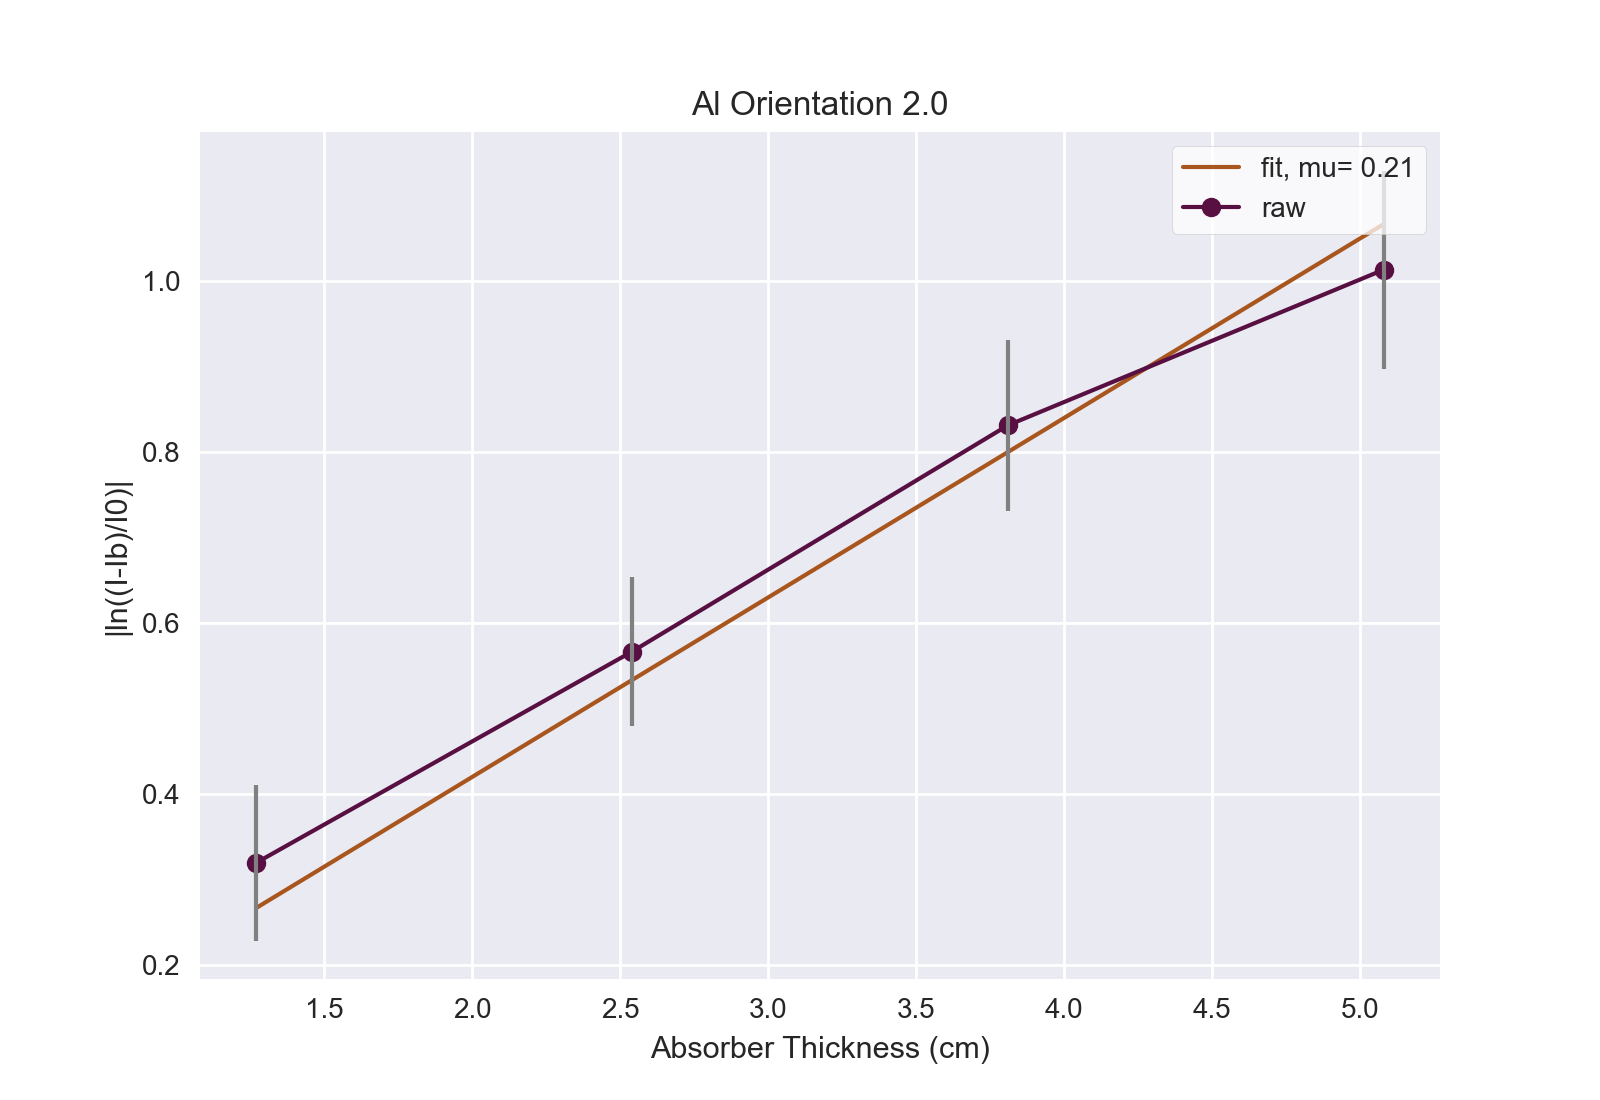 Al Orientation 2.0
fit, mu= 0.21
raw
|ln((I-Ib)/I0)|
1.0
0.8
0.6
0.4
0.2
1.5 2.0 2.5 3.0 3.5 4.0 4.5 5.0
Absorber Thickness (cm)